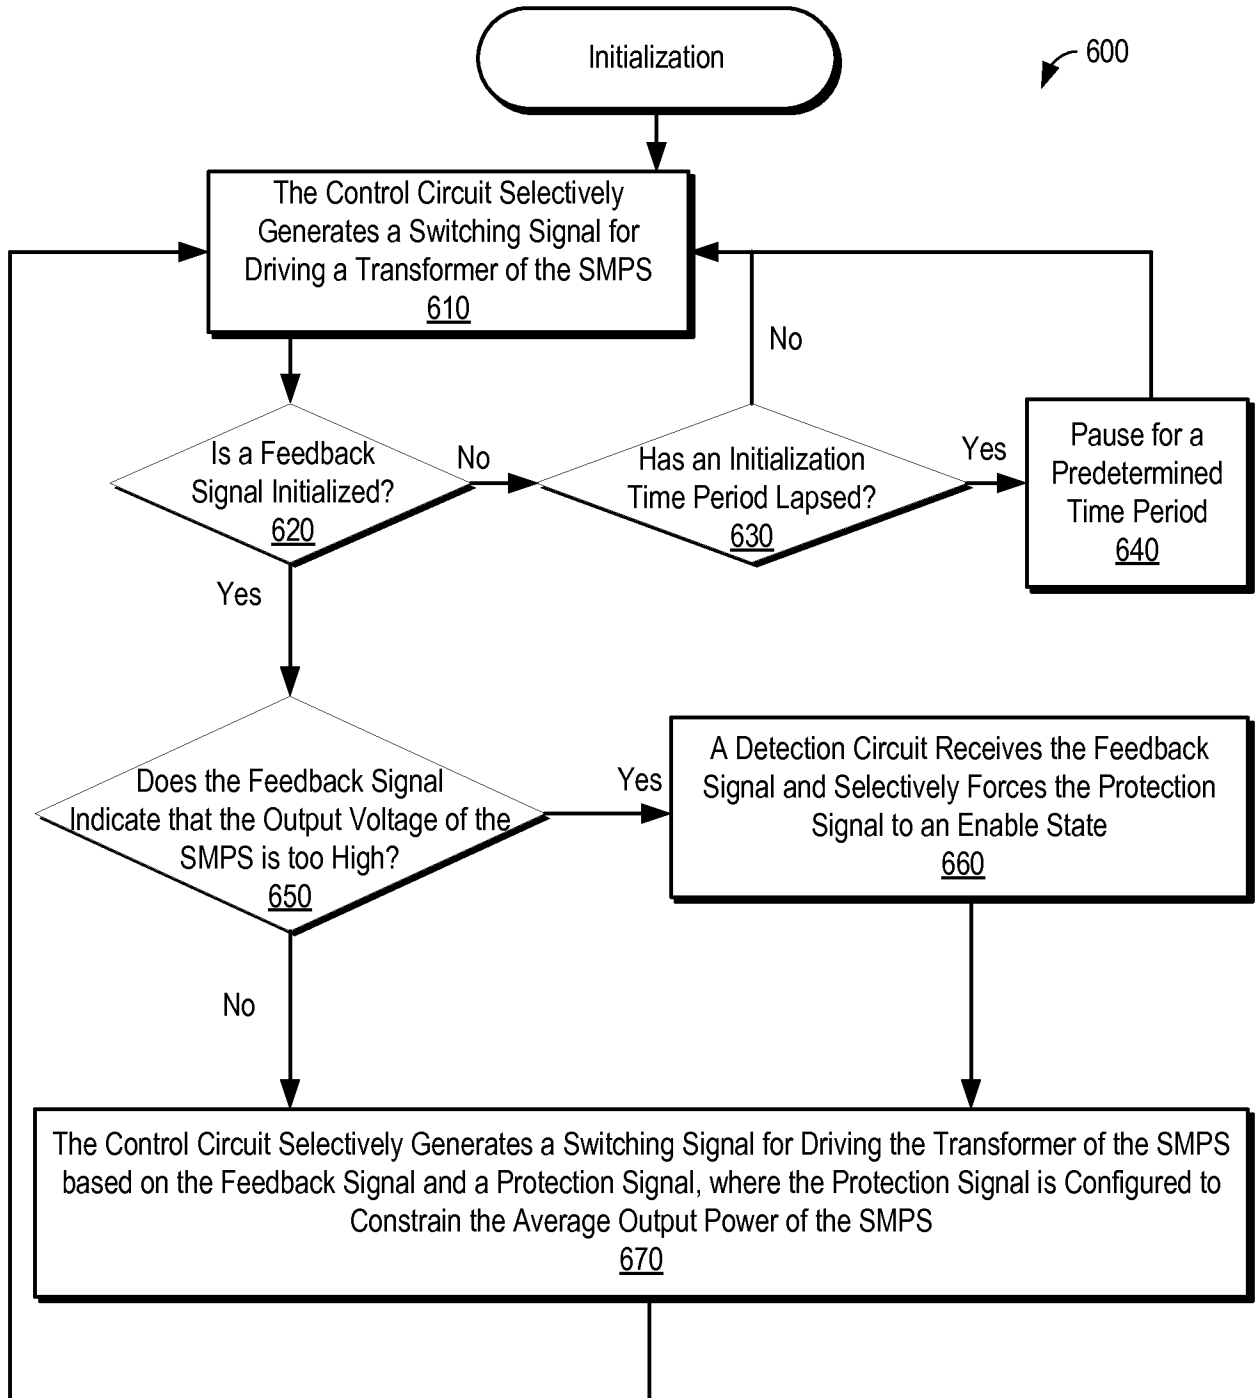 Initialization
600
The Control Circuit Selectively
Generates a Switching Signal for
Driving a Transformer of the SMPS
610
No
Is a Feedback
Signal Initialized?
620
No
Has an Initialization
Time Period Lapsed?
630
Yes
Pause for a
Predetermined
Time Period
640
Yes
Does the Feedback Signal
Indicate that the Output Voltage of the
SMPS is too High?
650
Yes
A Detection Circuit Receives the Feedback
Signal and Selectively Forces the Protection
Signal to an Enable State
660
No
The Control Circuit Selectively Generates a Switching Signal for Driving the Transformer of the SMPS
based on the Feedback Signal and a Protection Signal, where the Protection Signal is Configured to
Constrain the Average Output Power of the SMPS
670